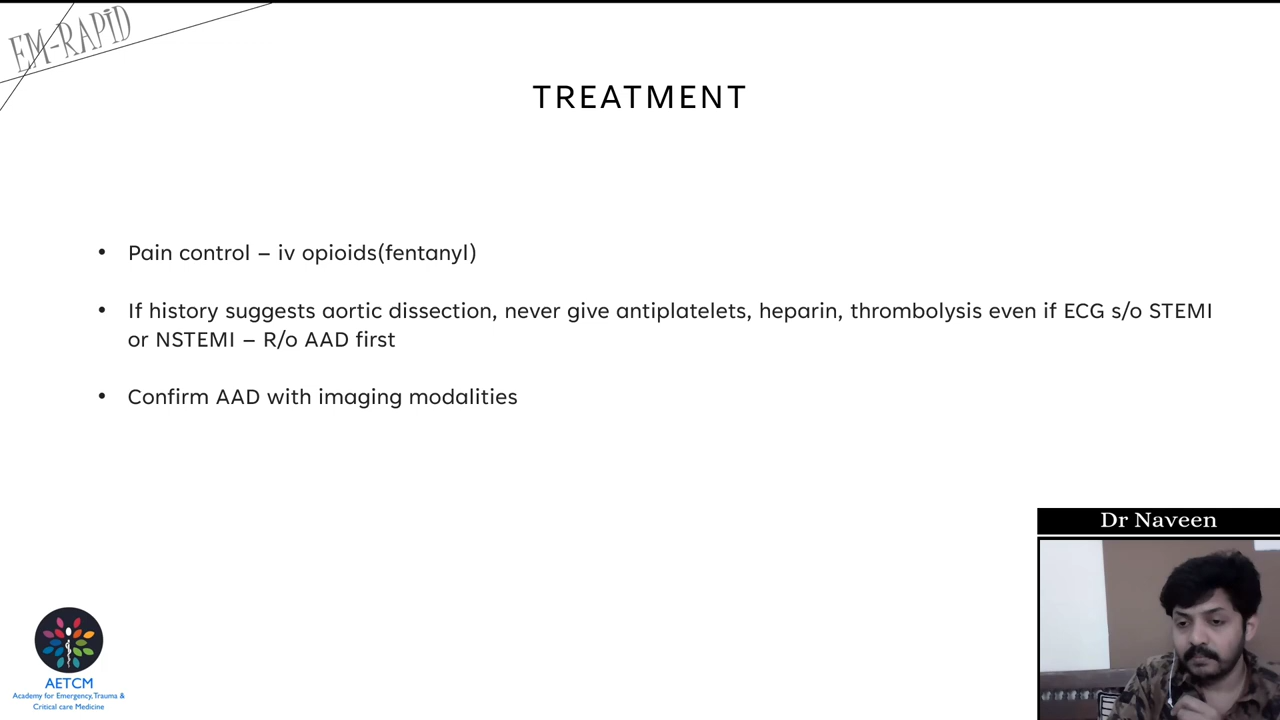 EM-RAPID
TREATMENT
• Pain control – iv opioids(fentanyl)
• If history suggests aortic dissection, never give antiplatelets, heparin, thrombolysis even if ECG s/o STEMI
or NSTEMI – R/o AAD first
• Confirm AAD with imaging modalities
Dr Naveen
AETCM
Academy for Emergency, Trauma &
Critical care Medicine